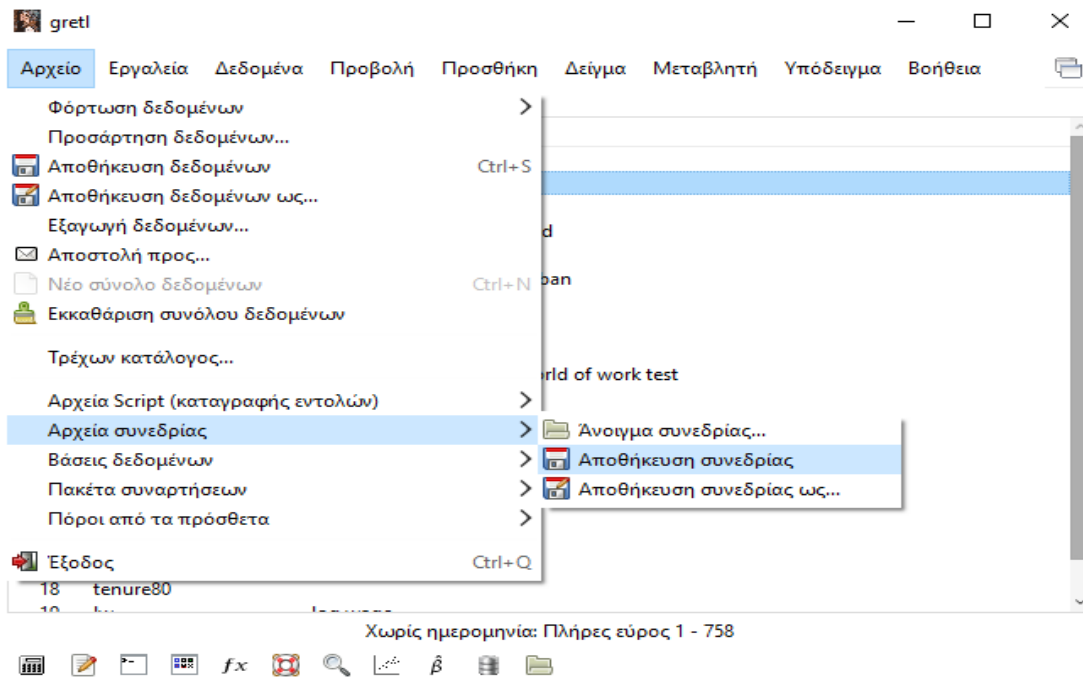 gretl
Αρχείο Εργαλεία Δεδομένα Προβολή Προσθήκη Δείγμα Μεταβλητή Υπόδειγμα Βοήθεια
Φόρτωση δεδομένων
Προσάρτηση δεδομένων...
Αποθήκευση δεδομένων Ctrl+S
Αποθήκευση δεδομένων ως...
Εξαγωγή δεδομένων...
d
Αποστολή προς...
Νέο σύνολο δεδομένων Ctrl+N
ban
Εκκαθάριση συνόλου δεδομένων
Τρέχων κατάλογος...
rld of work test
Αρχεία Script (καταγραφής εντολών)
Αρχεία συνεδρίας
Άνοιγμα συνεδρίας...
Βάσεις δεδομένων
Αποθήκευση συνεδρίας
Πακέτα συναρτήσεων
Αποθήκευση συνεδρίας ως...
Πόροι από τα πρόσθετα
Έξοδος Ctrl+Q
18 tenure80
Χωρίς ημερομηνία: Πλήρες εύρος 1 - 758
fx
β̂